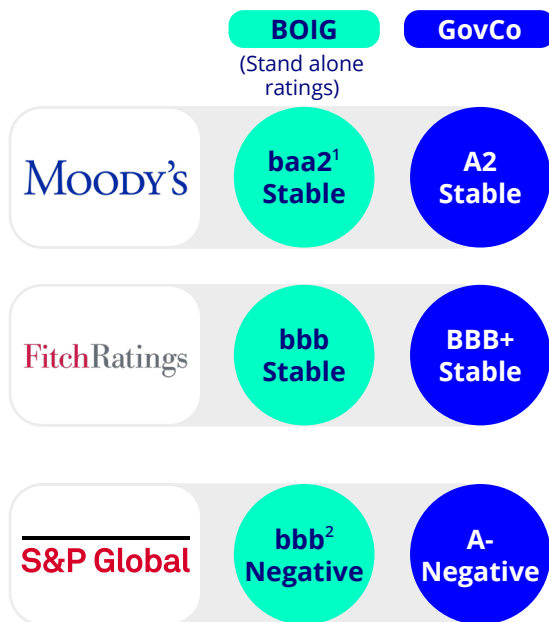 BOIG
GovCo
(Stand alone
ratings)
MOODY'S
baa2¹
Stable
A2
Stable
FitchRatings
bbb
Stable
BBB+
Stable
S&P Global
bbb²
Negative
A-
Negative